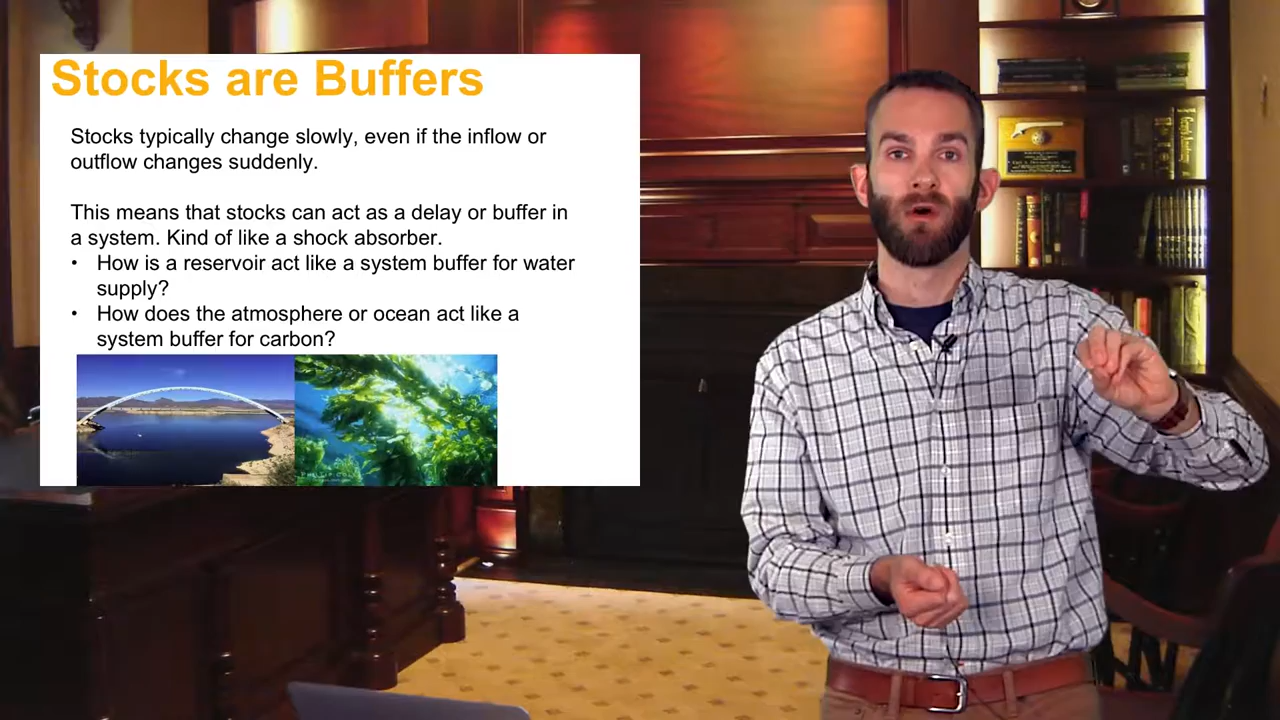 Stocks are Buffers
Stocks typically change slowly, even if the inflow or
outflow changes suddenly.
This means that stocks can act as a delay or buffer in
a system. Kind of like a shock absorber.
• How is a reservoir act like a system buffer for water
supply?
• How does the atmosphere or ocean act like a
system buffer for carbon?